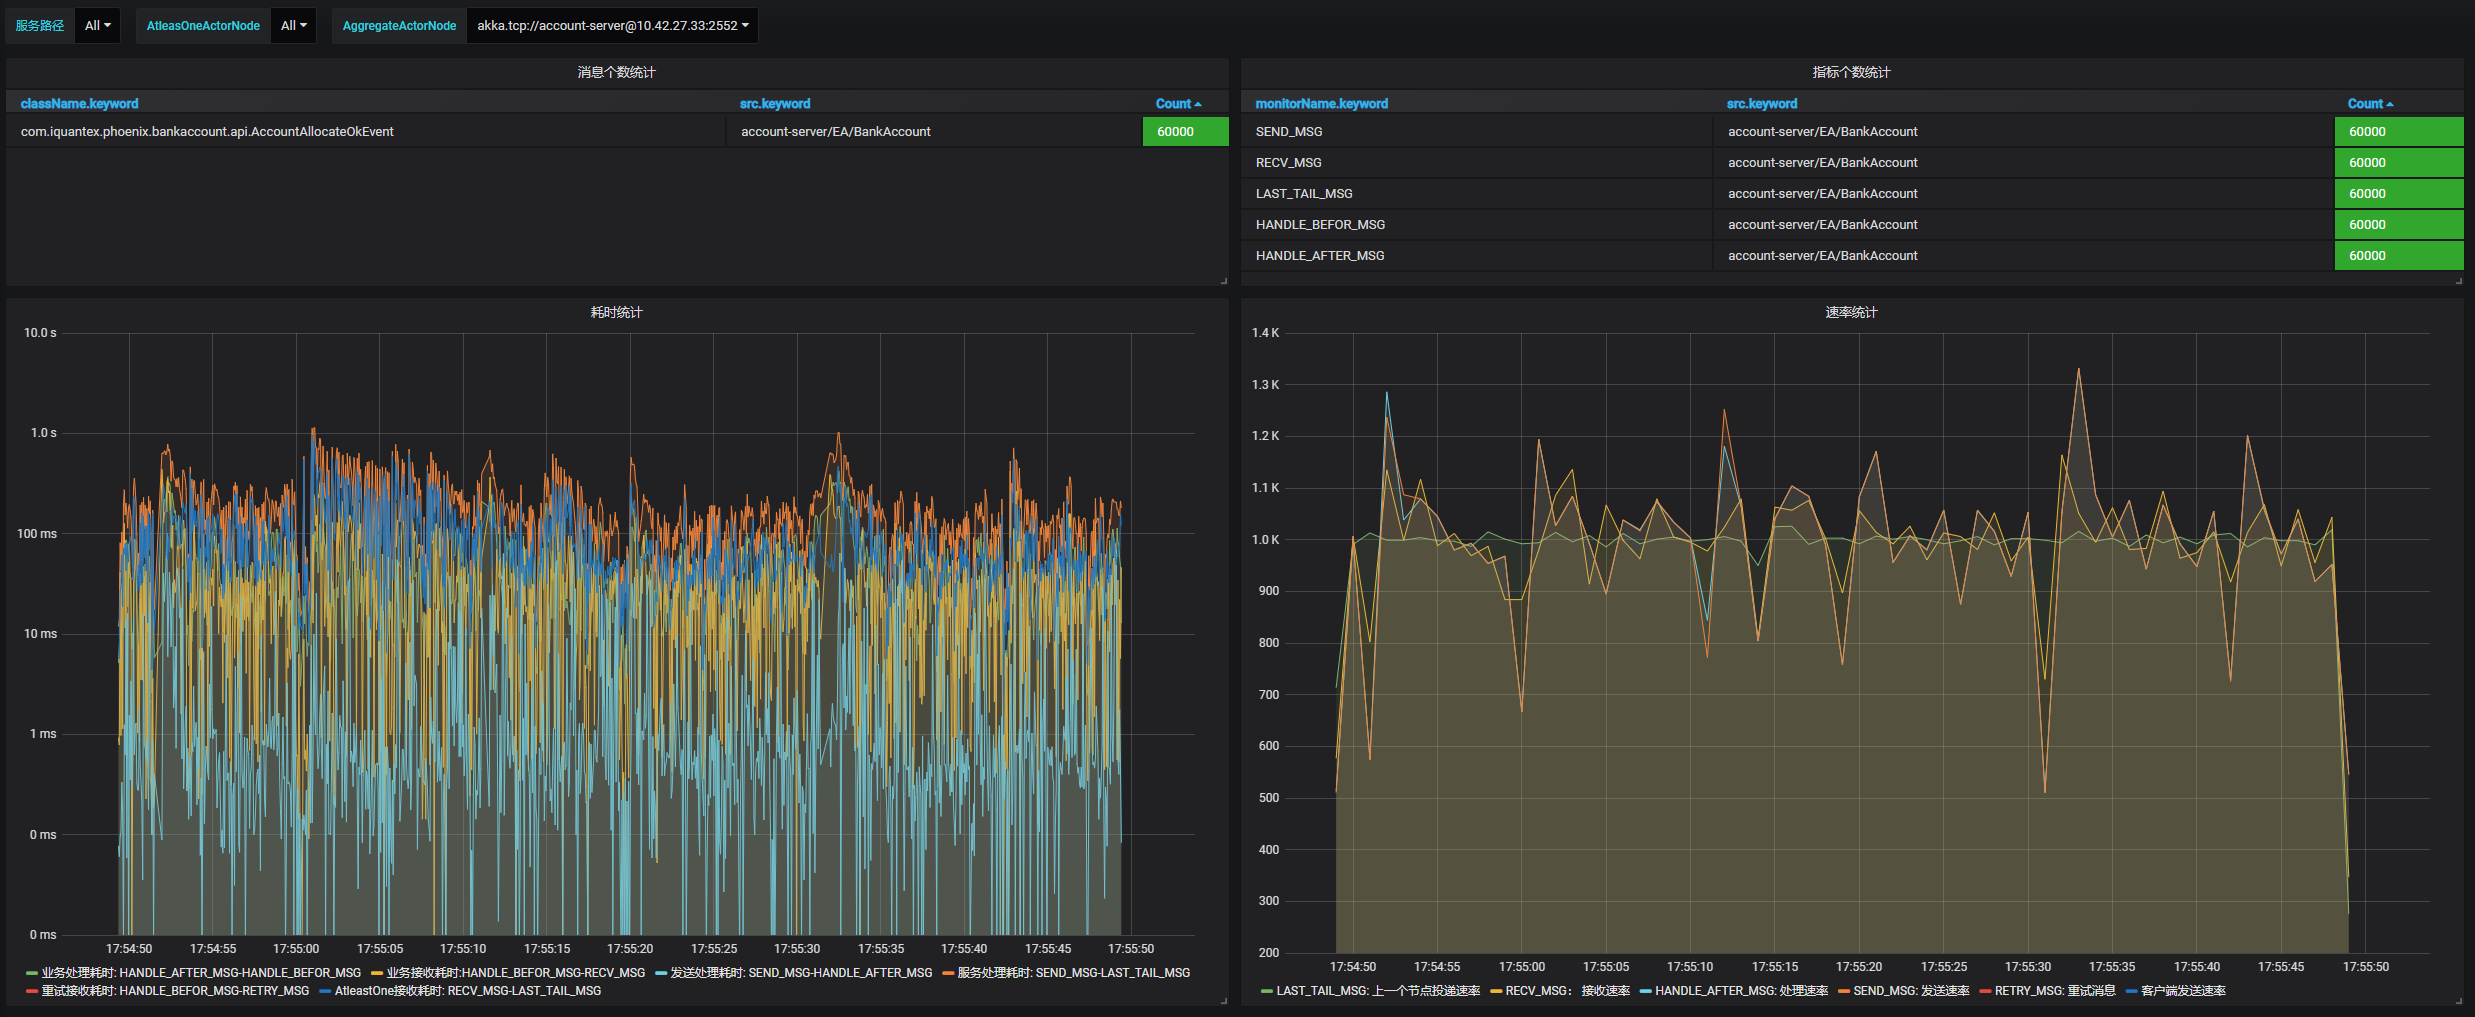 服务路径 All AtleasOneActorNode All AggregateActorNode akka.tcp://account-server@10.42.27.33:2552
消息个数统计
className.keyword src.keyword Count
com.iquantex.phoenix.bankaccount.api.AccountAllocateOkEvent account-server/EA/BankAccount 60000
指标个数统计
monitorName.keyword src.keyword Count
SEND_MSG account-server/EA/BankAccount 60000
RECV_MSG account-server/EA/BankAccount 60000
LAST_TAIL_MSG account-server/EA/BankAccount 60000
HANDLE_BEFOR_MSG account-server/EA/BankAccount 60000
HANDLE_AFTER_MSG account-server/EA/BankAccount 60000
耗时统计
10.0 s
1.0 s
100 ms
10 ms
1 ms
0 ms
0 ms
17:54:50 17:54:55 17:55:00 17:55:05 17:55:10 17:55:15 17:55:20 17:55:25 17:55:30 17:55:35 17:55:40 17:55:45 17:55:50
业务处理耗时: HANDLE_AFTER_MSG-HANDLE_BEFOR_MSG 业务接收耗时:HANDLE_BEFOR_MSG-RECV_MSG 发送处理耗时: SEND_MSG-HANDLE_AFTER_MSG 服务处理耗时: SEND_MSG-LAST_TAIL_MSG
重试接收耗时: HANDLE_BEFOR_MSG-RETRY_MSG AtleastOne接收耗时: RECV_MSG-LAST_TAIL_MSG
速率统计
1.4 K
1.3 K
1.2 K
1.1 K
1.0 K
900
800
700
600
500
400
300
200
17:54:50 17:54:55 17:55:00 17:55:05 17:55:10 17:55:15 17:55:20 17:55:25 17:55:30 17:55:35 17:55:40 17:55:45 17:55:50
LAST_TAIL_MSG: 上一个节点投递速率 RECV_MSG： 接收速率 HANDLE_AFTER_MSG: 处理速率 SEND_MSG: 发送速率 RETRY_MSG: 重试消息 客户端发送速率